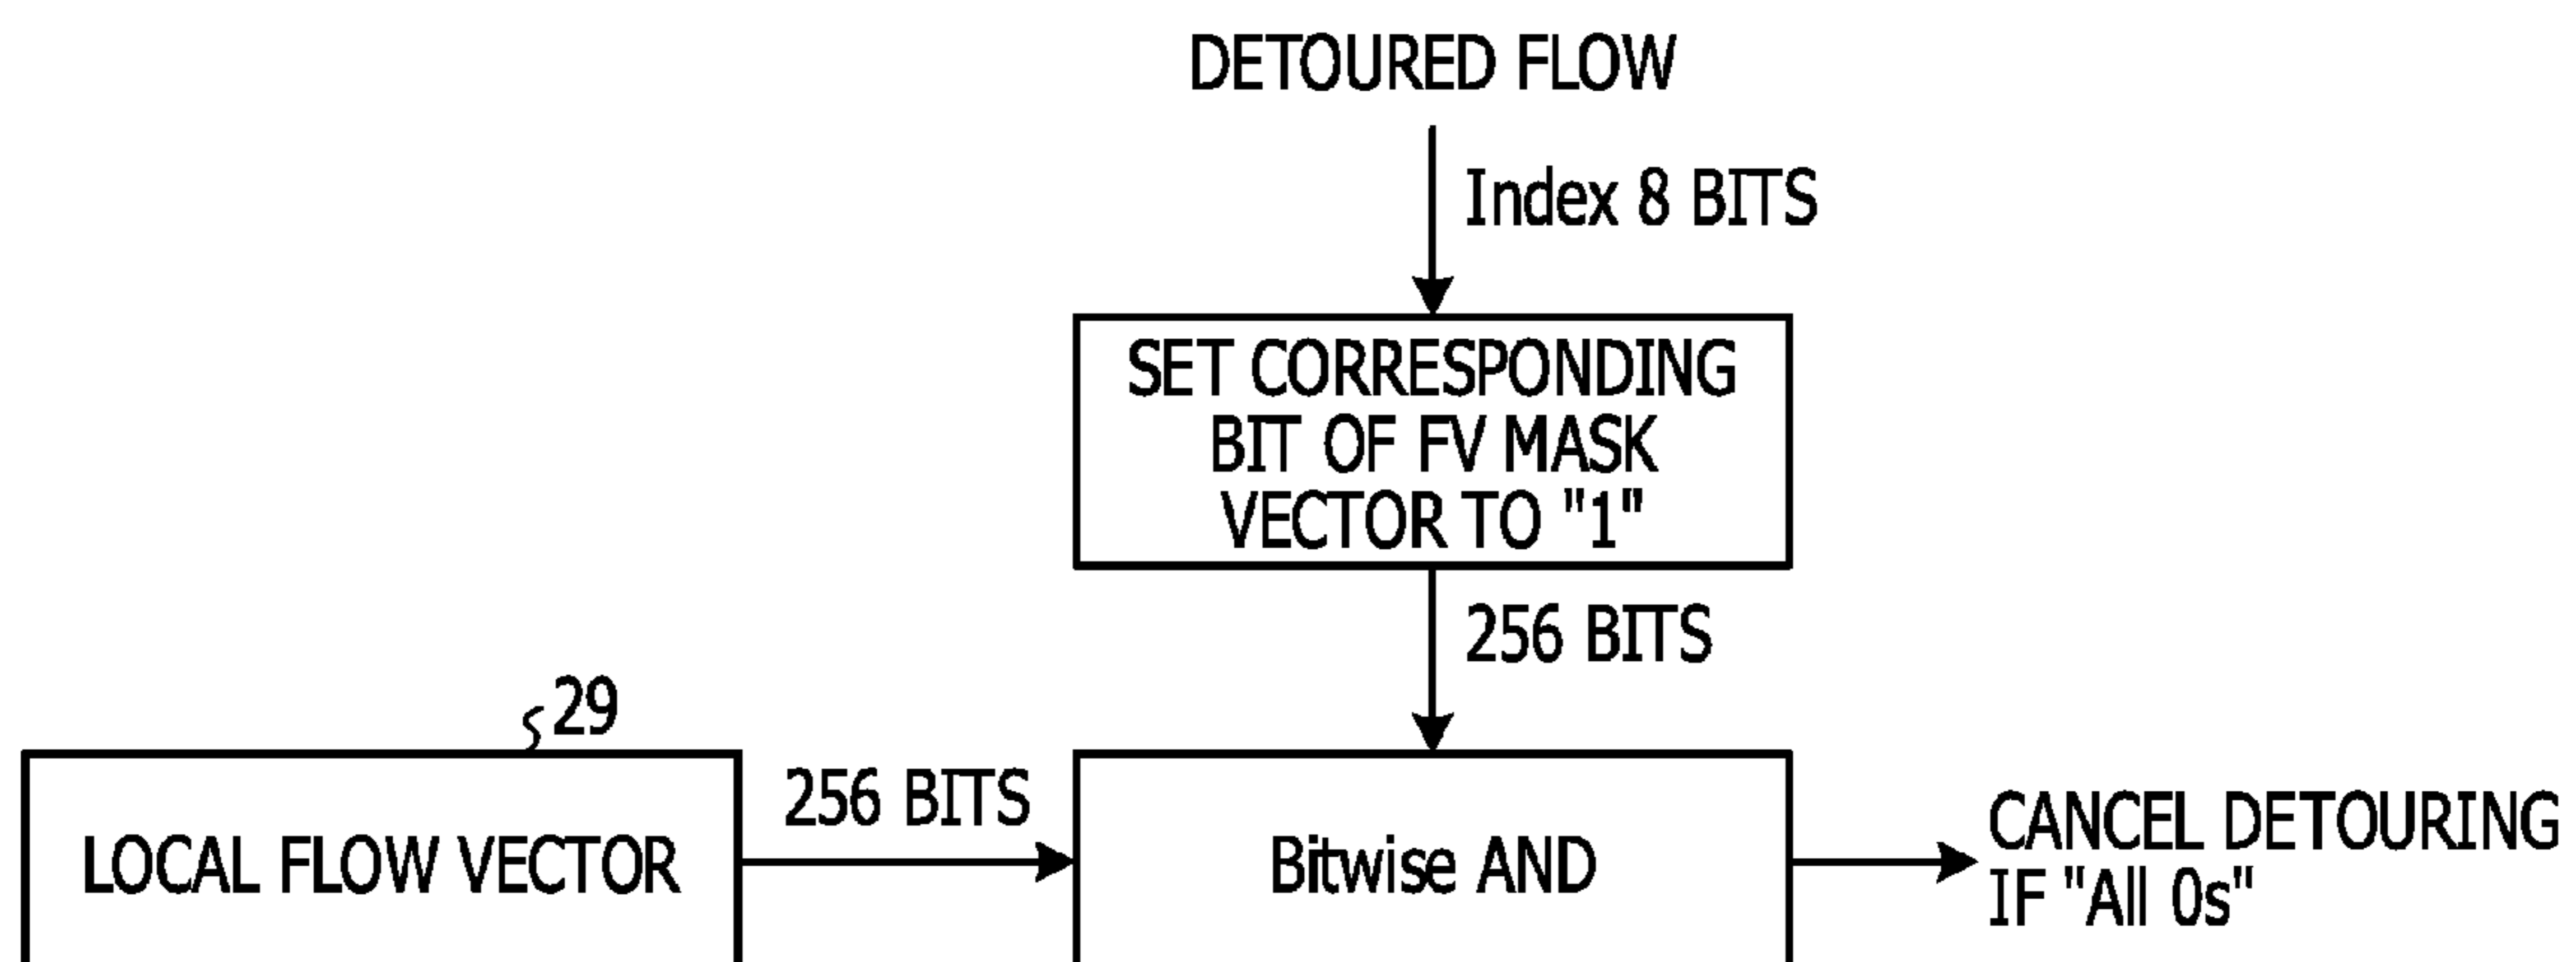 DETOURED FLOW
Index 8 BITS
SET CORRESPONDING
BIT OF FV MASK
VECTOR TO "1"
256 BITS
29
LOCAL FLOW VECTOR
256 BITS
Bitwise AND
CANCEL DETOURING
IF "All 0s"